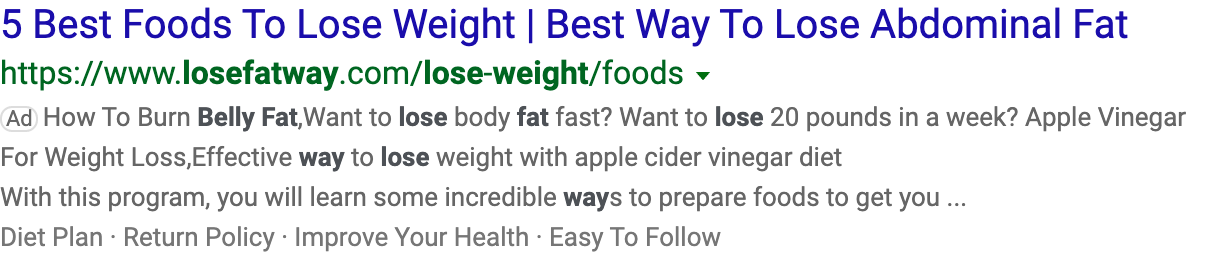 5 Best Foods To Lose Weight | Best Way To Lose Abdominal Fat
https://www.losefatway.com/lose-weight/foods
Ad How To Burn Belly Fat,Want to lose body fat fast? Want to lose 20 pounds in a week? Apple Vinegar
For Weight Loss,Effective way to lose weight with apple cider vinegar diet
With this program, you will learn some incredible ways to prepare foods to get you ...
Diet Plan · Return Policy · Improve Your Health · Easy To Follow